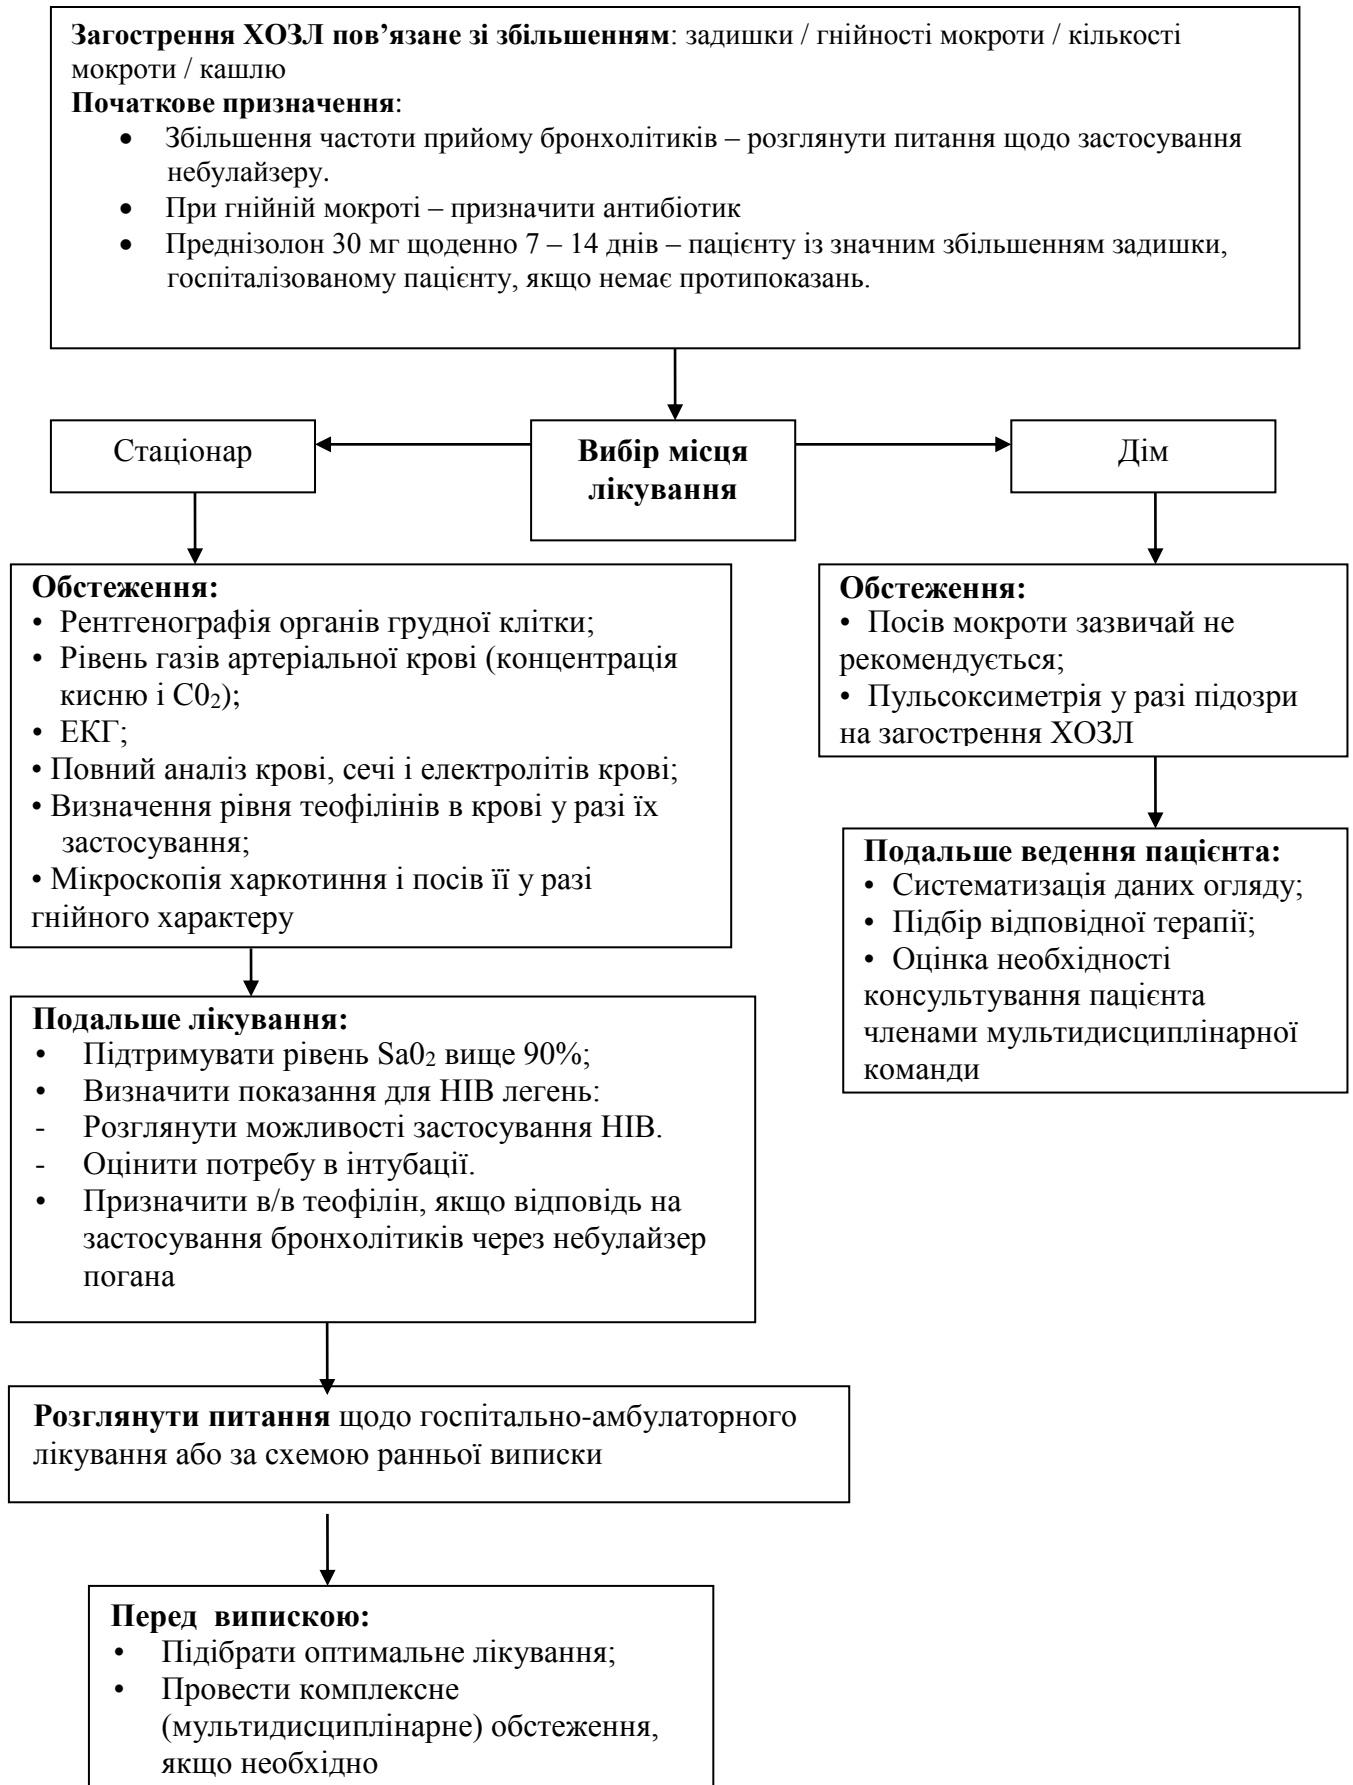 Загострення ХОЗЛ пов’язане зі збільшенням: задишки / гнійності мокроти / кількості
мокроти / кашлю
Початкове призначення:
• Збільшення частоти прийому бронхолітиків – розглянути питання щодо застосування
небулайзеру.
• При гнійній мокроті – призначити антибіотик
• Преднізолон 30 мг щоденно 7 – 14 днів – пацієнту із значним збільшенням задишки,
госпіталізованому пацієнту, якщо немає протипоказань.
Стаціонар
Вибір місця
лікування
Дім
Обстеження:
• Рентгенографія органів грудної клітки;
• Рівень газів артеріальної крові (концентрація
кисню і С0₂);
• ЕКГ;
• Повний аналіз крові, сечі і електролітів крові;
• Визначення рівня теофілінів в крові у разі їх
застосування;
• Мікроскопія харкотиння і посів її у разі
гнійного характеру
Обстеження:
• Посів мокроти зазвичай не
рекомендується;
• Пульсоксиметрія у разі підозри
на загострення ХОЗЛ
Подальше ведення пацієнта:
• Систематизація даних огляду;
• Підбір відповідної терапії;
• Оцінка необхідності
консультування пацієнта
членами мультидисциплінарної
команди
Подальше лікування:
• Підтримувати рівень Sa0₂ вище 90%;
• Визначити показання для НІВ легень:
- Розглянути можливості застосування НІВ.
- Оцінити потребу в інтубації.
• Призначити в/в теофілін, якщо відповідь на
застосування бронхолітиків через небулайзер
погана
Розглянути питання щодо госпітально-амбулаторного
лікування або за схемою ранньої виписки
Перед випискою:
• Підібрати оптимальне лікування;
• Провести комплексне
(мультидисциплінарне) обстеження,
якщо необхідно